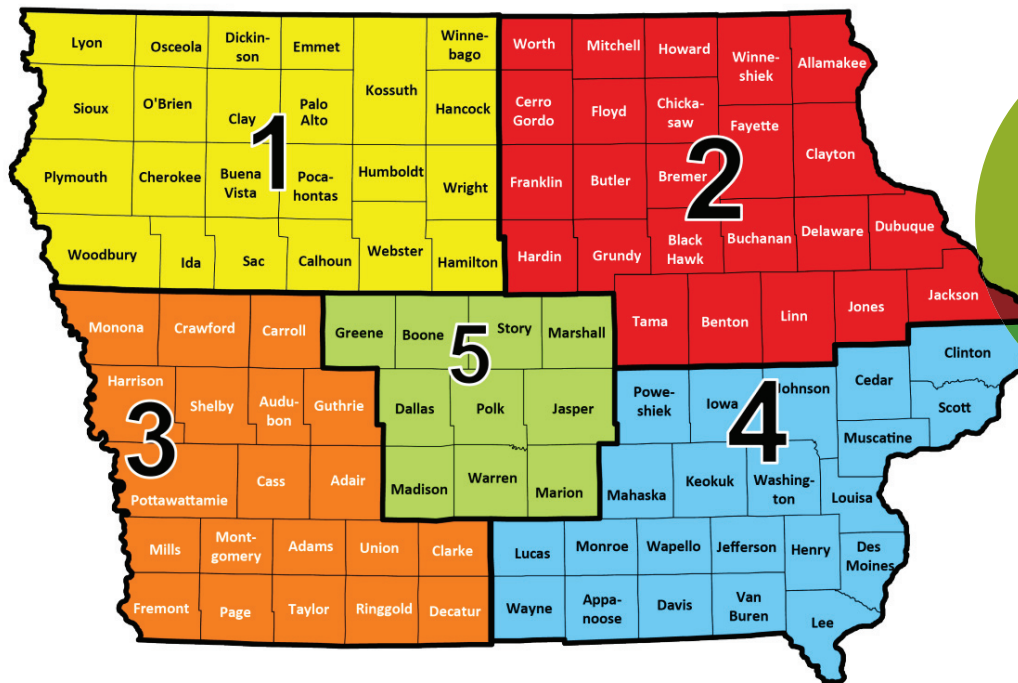 Lyon
Osceola
Dickin-
son
Emmet
Kossuth
Winne-
bago
Sioux
O'Brien
Clay
Palo
Alto
Hancock
Plymouth
Cherokee
Buena
Vista
Poca-
hontas
Humboldt
Wright
Woodbury
Ida
Sac
Calhoun
Webster
Hamilton
1
Worth
Mitchell
Howard
Winne-
shiek
Allamakee
Cerro
Gordo
Floyd
Chicka-
saw
Fayette
Clayton
Franklin
Butler
Bremer
2
Hardin
Grundy
Black
Hawk
Buchanan
Delaware
Dubuque
Tama
Benton
Linn
Jones
Jackson
Monona
Crawford
Carroll
Harrison
Shelby
Audu-
bon
Guthrie
3
Pottawattamie
Cass
Adair
Mills
Mont-
gomery
Adams
Union
Clarke
Fremont
Page
Taylor
Ringgold
Decatur
Greene
Boone
Story
Marshall
5
Dallas
Polk
Jasper
Madison
Warren
Marion
Powe-
shiek
Iowa
Johnson
Cedar
Clinton
Scott
4
Muscatine
Mahaska
Keokuk
Washing-
ton
Louisa
Lucas
Monroe
Wapello
Jefferson
Henry
Des
Moines
Wayne
Appa-
noose
Davis
Van
Buren
Lee